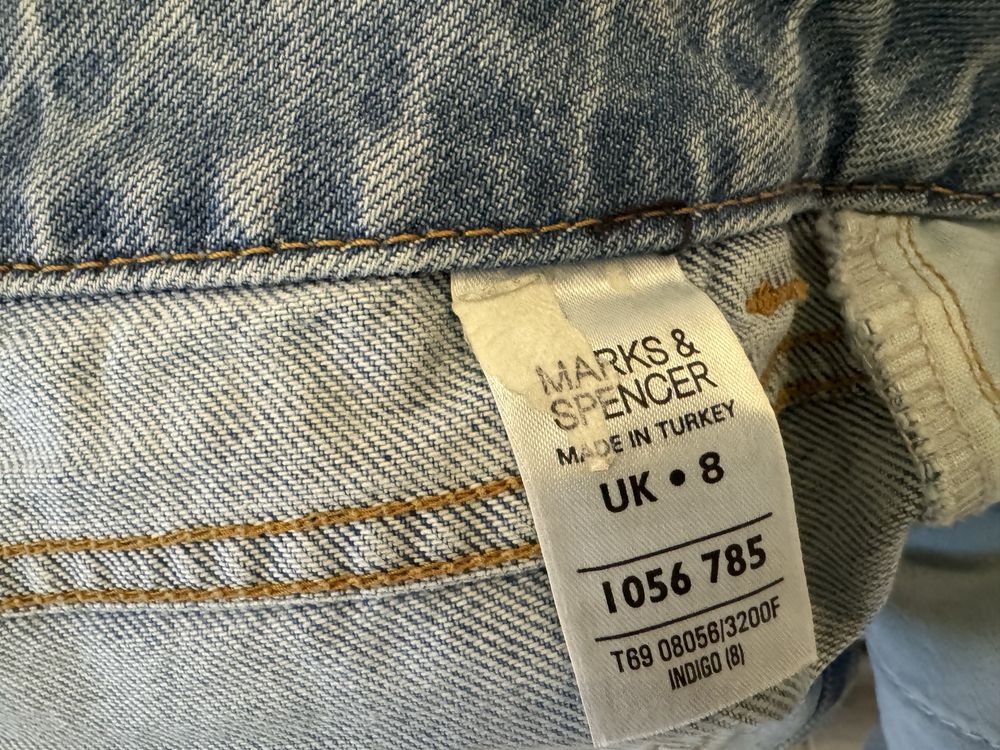 MARKS &
SPENCER
MADE IN TURKEY
UK • 8
1056 785
T69 08056/3200F
INDIGO (8)